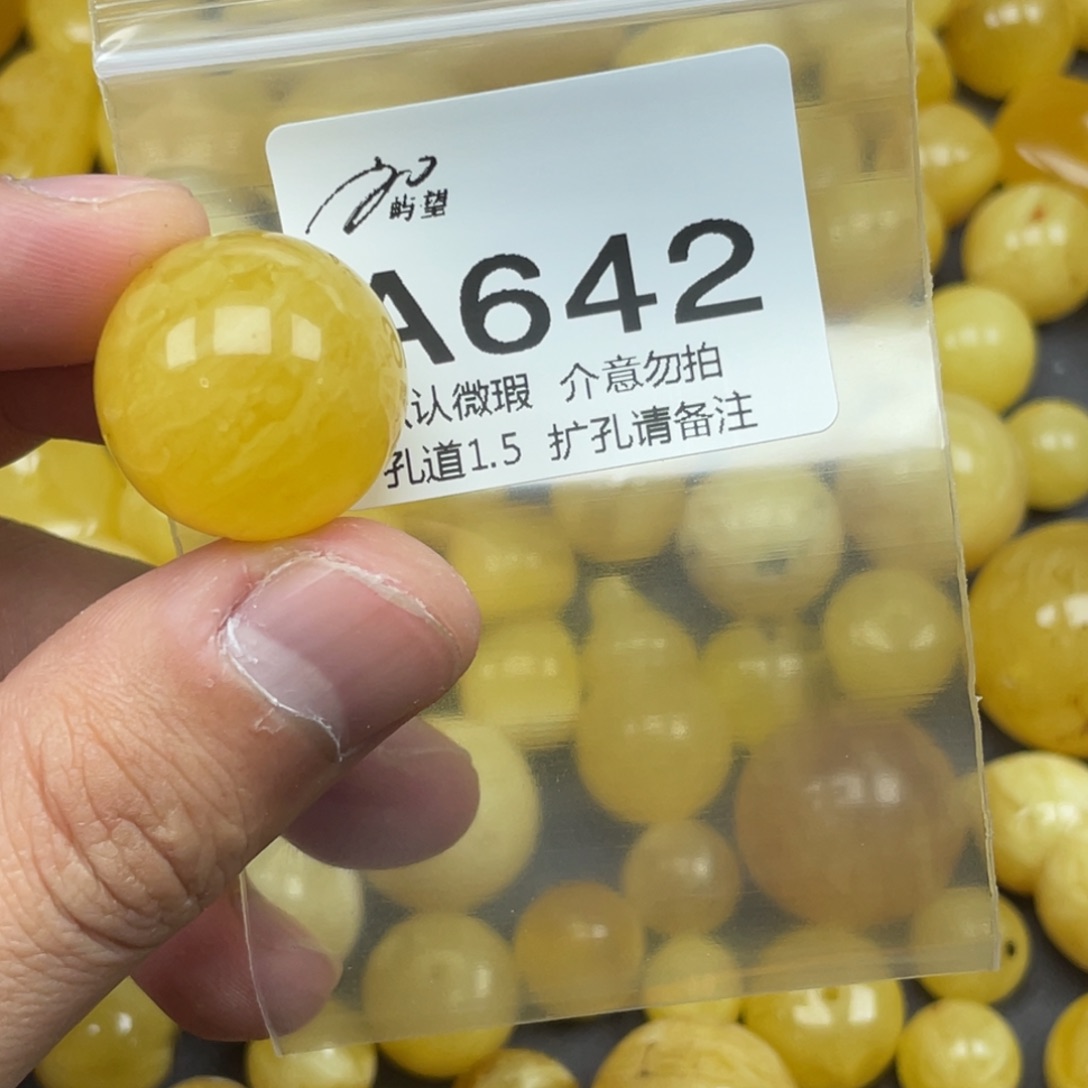 屿望
A642
认微瑕 介意勿拍
孔道1.5 扩孔请备注